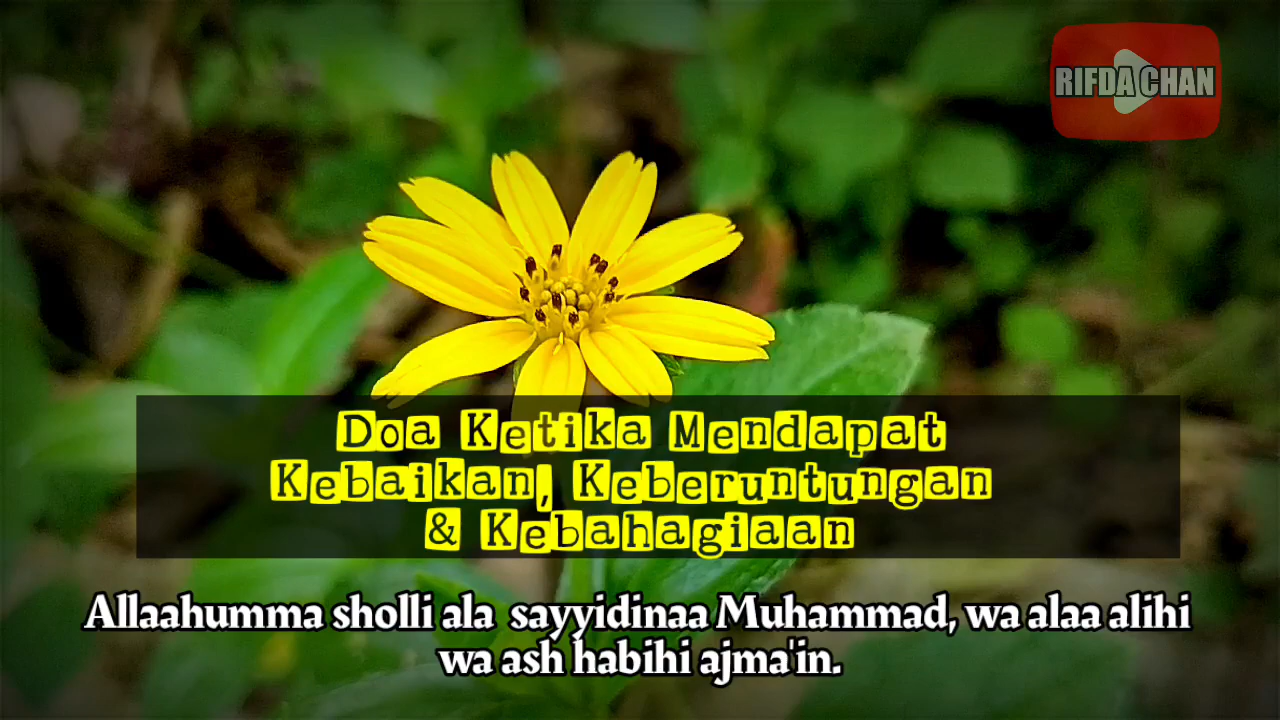 RIFDA CHAN
Doa Ketika Mendapat
Kebaikan, Keberuntungan
& Kebahagiaan
Allaahumma sholli ala sayyidinaa Muhammad, wa alaa alihi
wa ash habihi ajma'in.